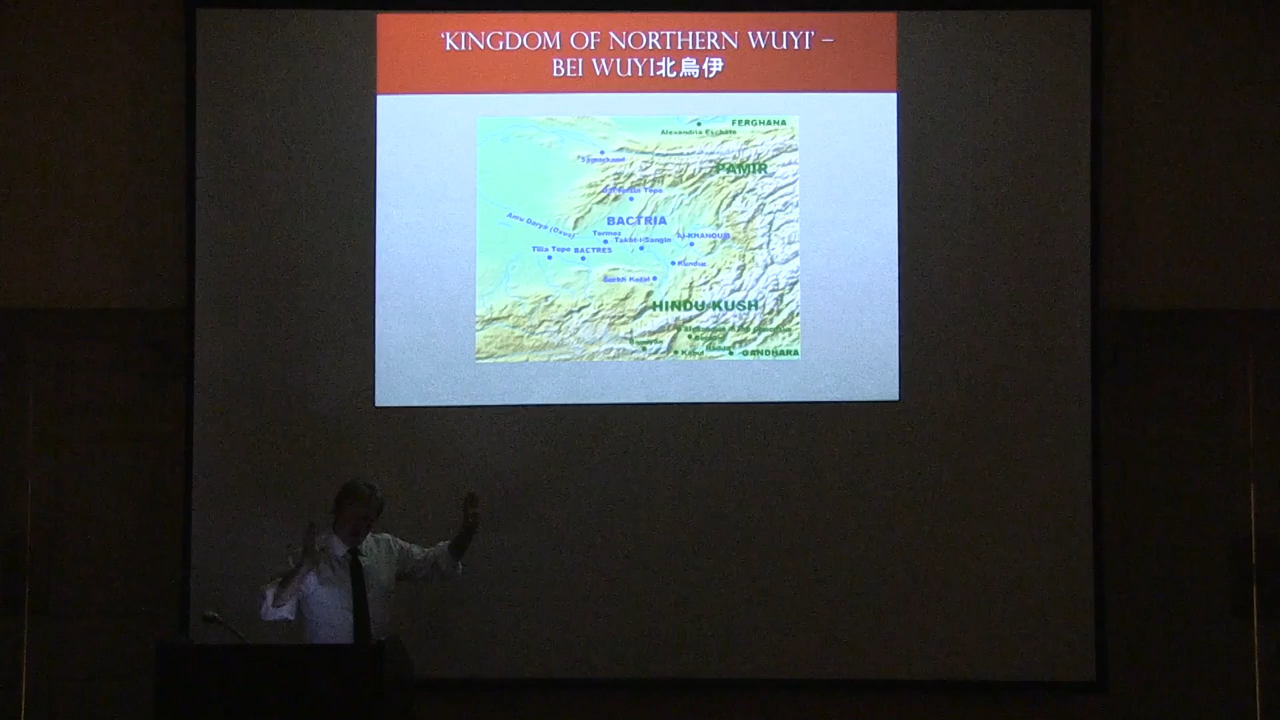 ‘KINGDOM OF NORTHERN WUYI’ –
BEI WUYI北烏伊
FERGHANA
Alexandria Eschate
Samarkand
PAMIR
BACTRIA
Amu Darya (Oxus)
Termez
Takht-i-Sangin
AI-KHANOUM
Tilia Tepe
BACTRES
Kunduz
Surkh Kotal
HINDU-KUSH
Kabul
GANDHARA